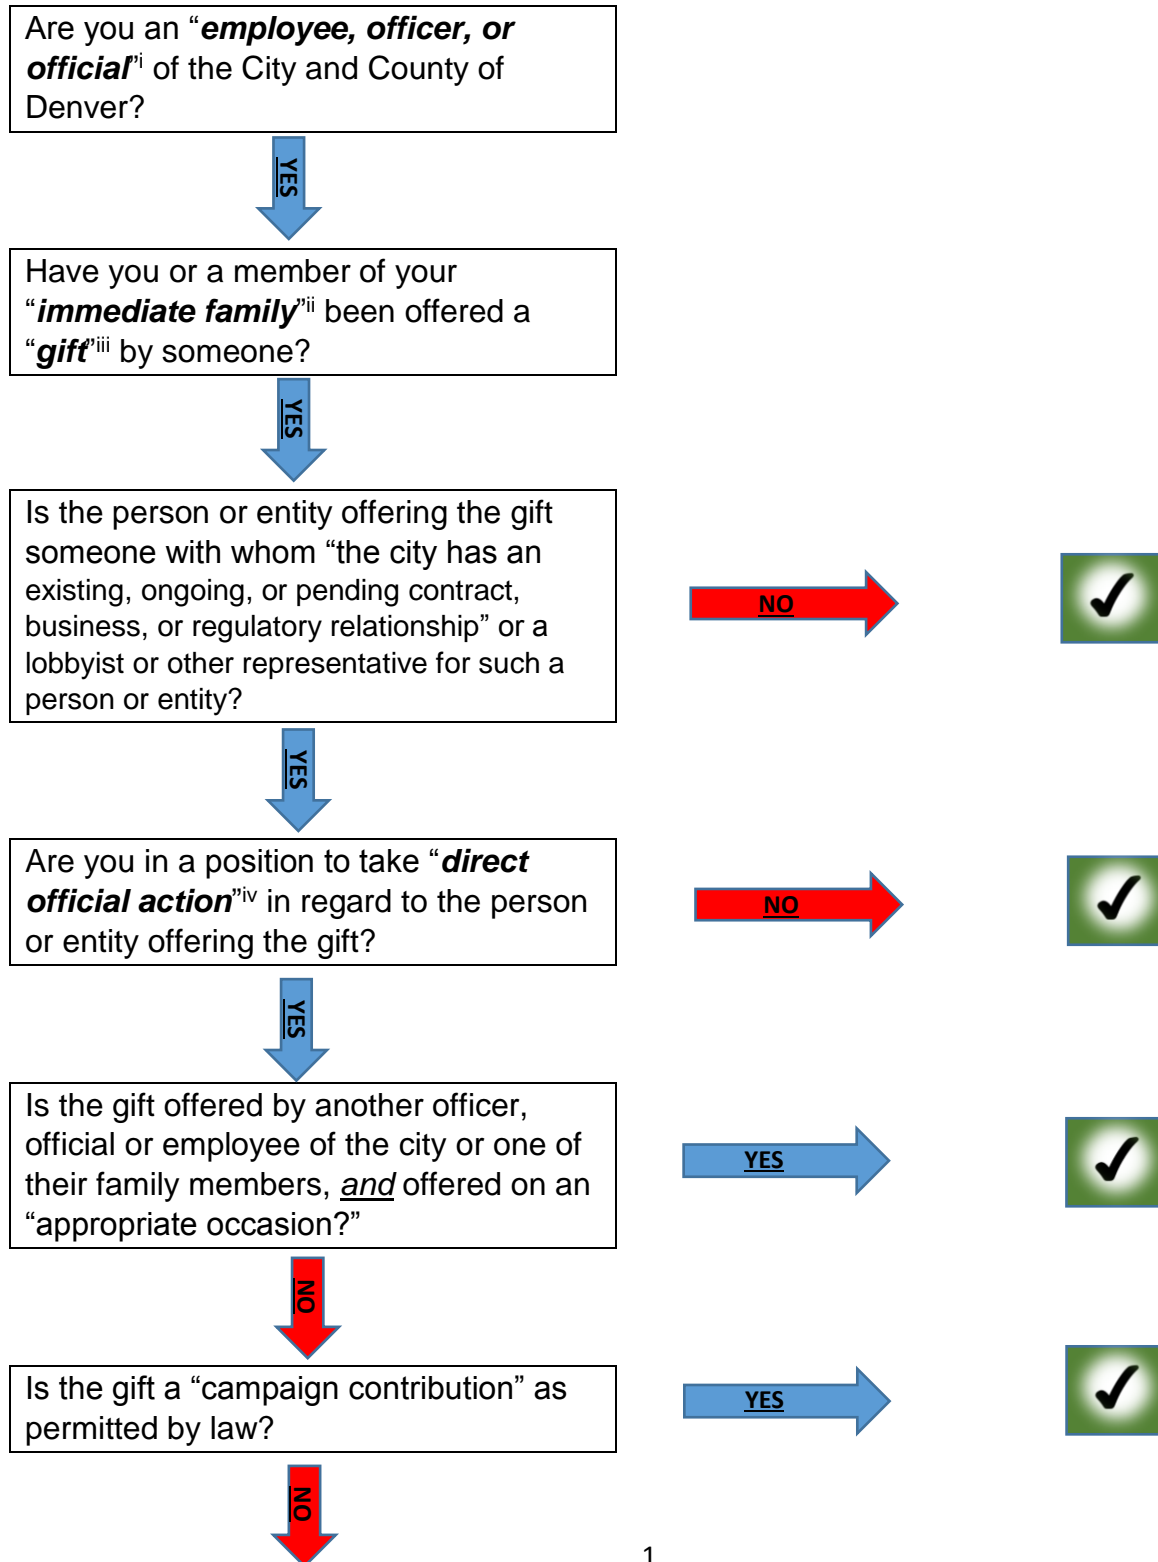 Are you an “employee, officer, or
official”i of the City and County of
Denver?
YES
Have you or a member of your
“immediate family”ii been offered a
“gift”iii by someone?
YES
Is the person or entity offering the gift
someone with whom “the city has an
existing, ongoing, or pending contract,
business, or regulatory relationship” or a
lobbyist or other representative for such a
person or entity?
NO
YES
Are you in a position to take “direct
official action”iv in regard to the person
or entity offering the gift?
NO
YES
Is the gift offered by another officer,
official or employee of the city or one of
their family members, and offered on an
“appropriate occasion?”
YES
NO
Is the gift a “campaign contribution” as
permitted by law?
YES
NO
1